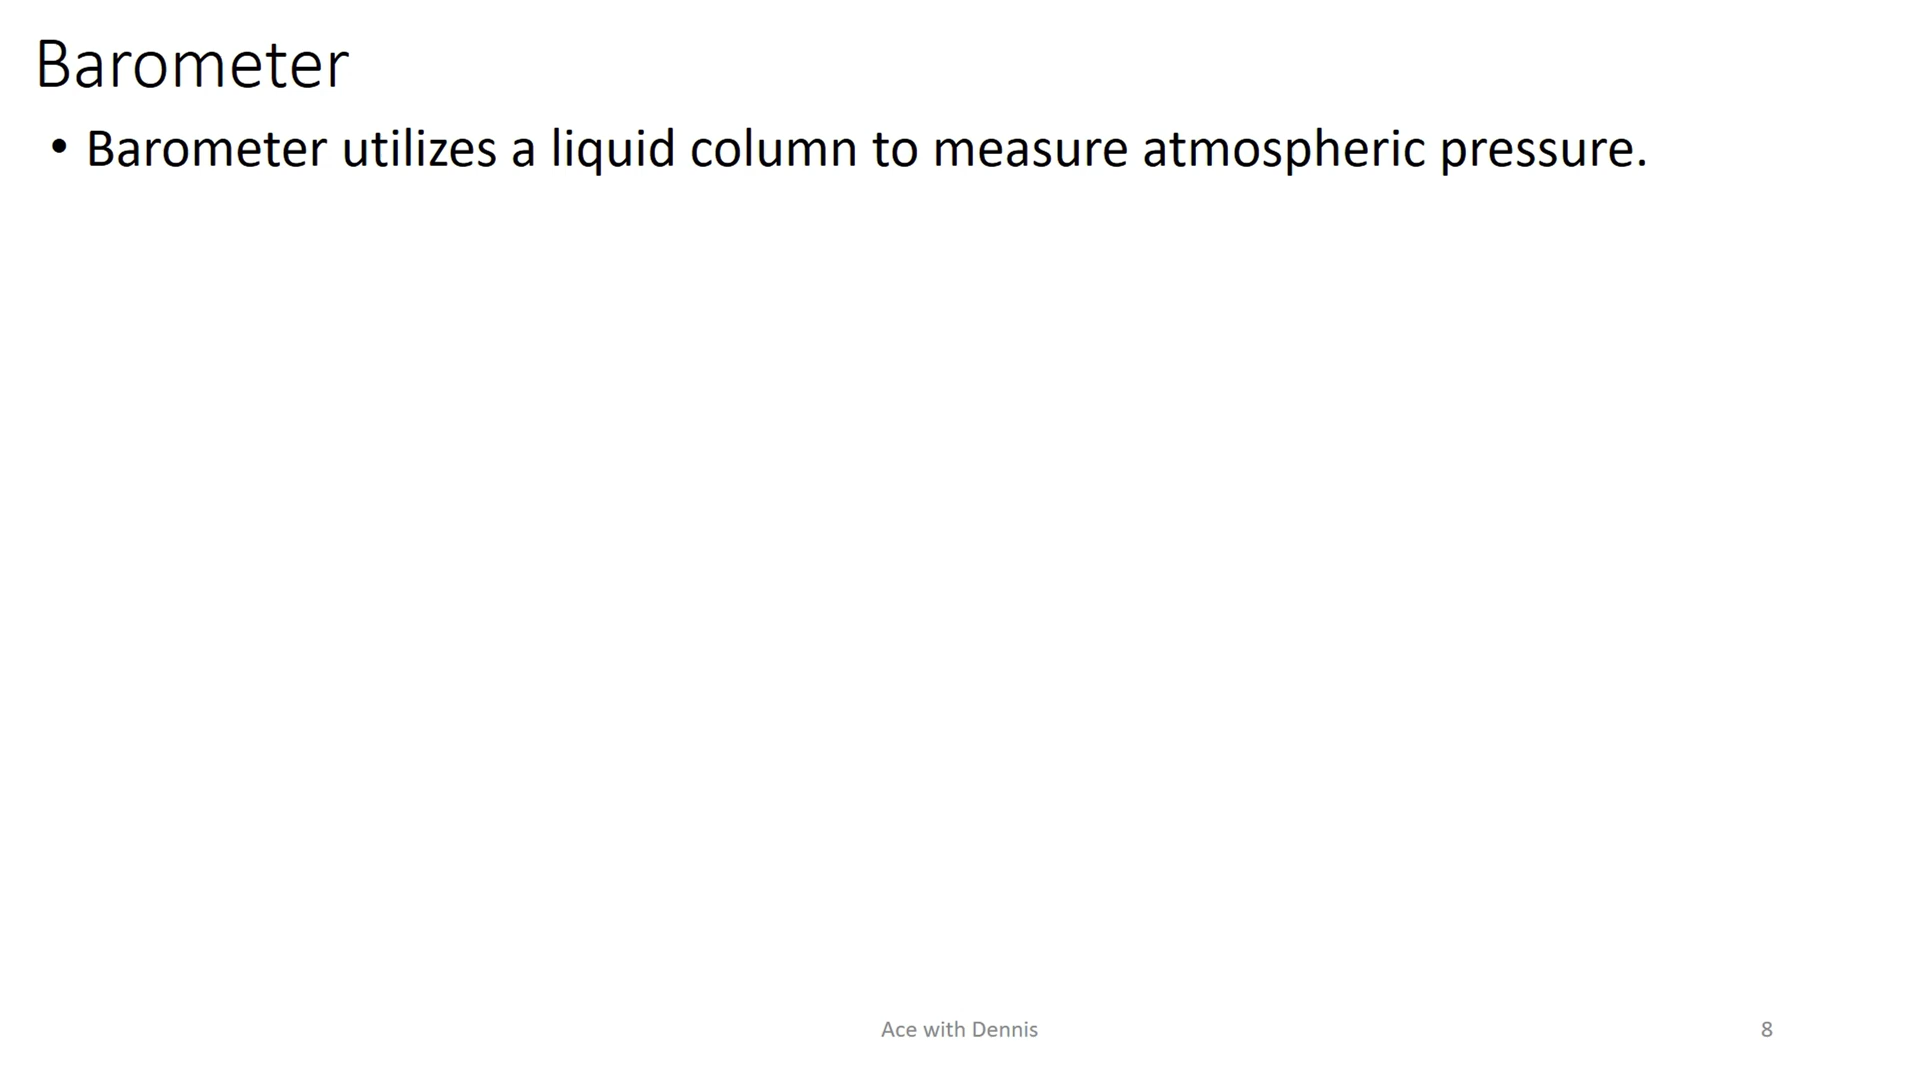 Barometer
• Barometer utilizes a liquid column to measure atmospheric pressure.
Ace with Dennis
8